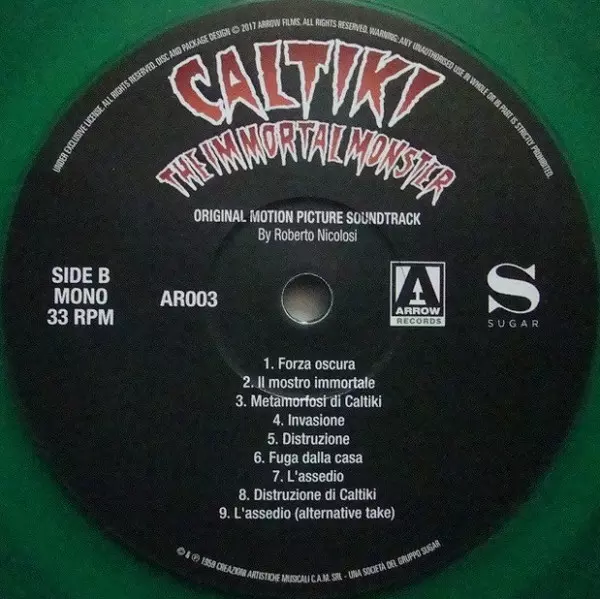 UNDER EXCLUSIVE LICENSE. ALL RIGHTS RESERVED. DISC AND PACKAGE DESIGN © 2017 ARROW FILMS. ALL RIGHTS RESERVED. WARNING: ANY UNAUTHORISED USE IN WHOLE OR IN PART IS STRICTLY PROHIBITED.
CALTIKI
THE IMMORTAL MONSTER
ORIGINAL MOTION PICTURE SOUNDTRACK
By Roberto Nicolosi
SIDE B
MONO
33 RPM
AR003
A
ARROW
RECORDS
S
SUGAR
1. Forza oscura
2. Il mostro immortale
3. Metamorfosi di Caltiki
4. Invasione
5. Distruzione
6. Fuga dalla casa
7. L'assedio
8. Distruzione di Caltiki
9. L'assedio (alternative take)
© & ℗ 1959 CREAZIONI ARTISTICHE MUSICALI C.A.M. SRL - UNA SOCIETÀ DEL GRUPPO SUGAR